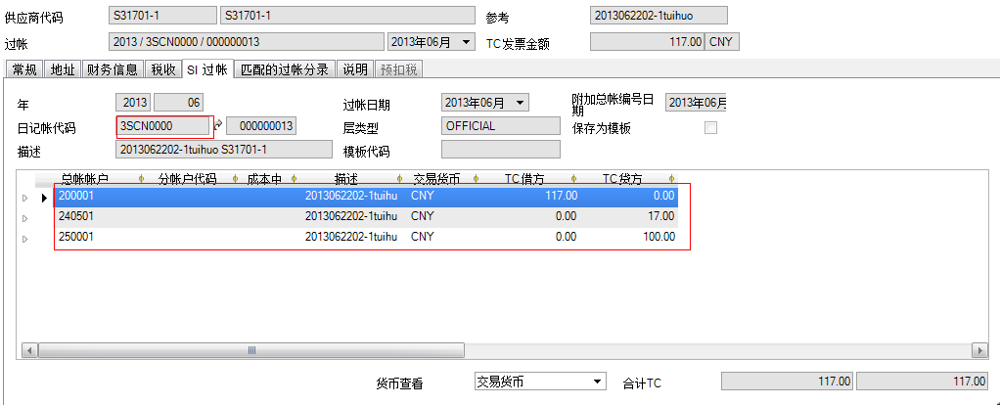 供应商代码 S31701-1 S31701-1 参考 2013062202-1tuihuo
过帐 2013 / 3SCN0000 / 000000013 2013年06月 TC发票金额 117.00 CNY
常规 地址 财务信息 税收 SI 过帐 匹配的过帐分录 说明 预扣税
年 2013 06 过帐日期 2013年06月 附加总帐编号日期 2013年06月
日记帐代码 3SCN0000 000000013 层类型 OFFICIAL 保存为模板
描述 2013062202-1tuihuo S31701-1 模板代码
总帐帐户 分帐户代码 成本中 描述 交易货币 TC借方 TC贷方
200001 2013062202-1tuihu CNY 117.00 0.00
240501 2013062202-1tuihu CNY 0.00 17.00
250001 2013062202-1tuihu CNY 0.00 100.00
货币查看 交易货币 合计TC 117.00 117.00